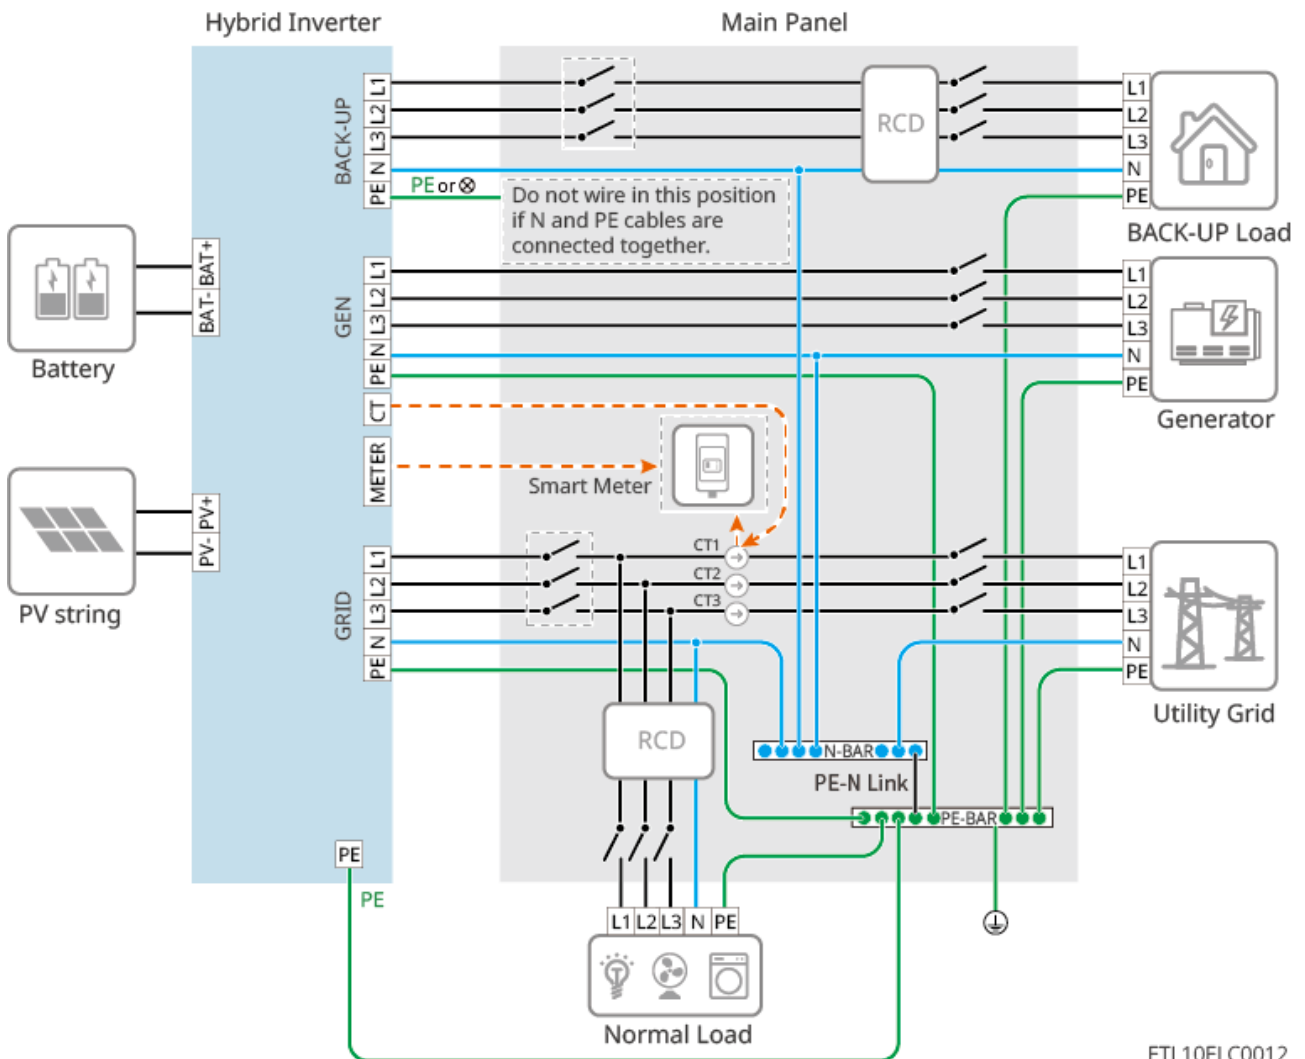 Hybrid Inverter
Main Panel
BACK-UP
L1
L2
L3
N
PE
PE or
RCD
Do not wire in this position
if N and PE cables are
connected together.
L1
L2
L3
N
PE
BACK-UP Load
BAT+
BAT-
Battery
GEN
L1
L2
L3
N
PE
L1
L2
L3
N
PE
Generator
CT
METER
Smart Meter
PV+
PV-
PV string
GRID
L1
L2
L3
N
PE
CT1
CT2
CT3
L1
L2
L3
N
PE
Utility Grid
RCD
N-BAR
PE-N Link
PE-BAR
PE
PE
L1
L2
L3
N
PE
Normal Load
ETL10ELC0012